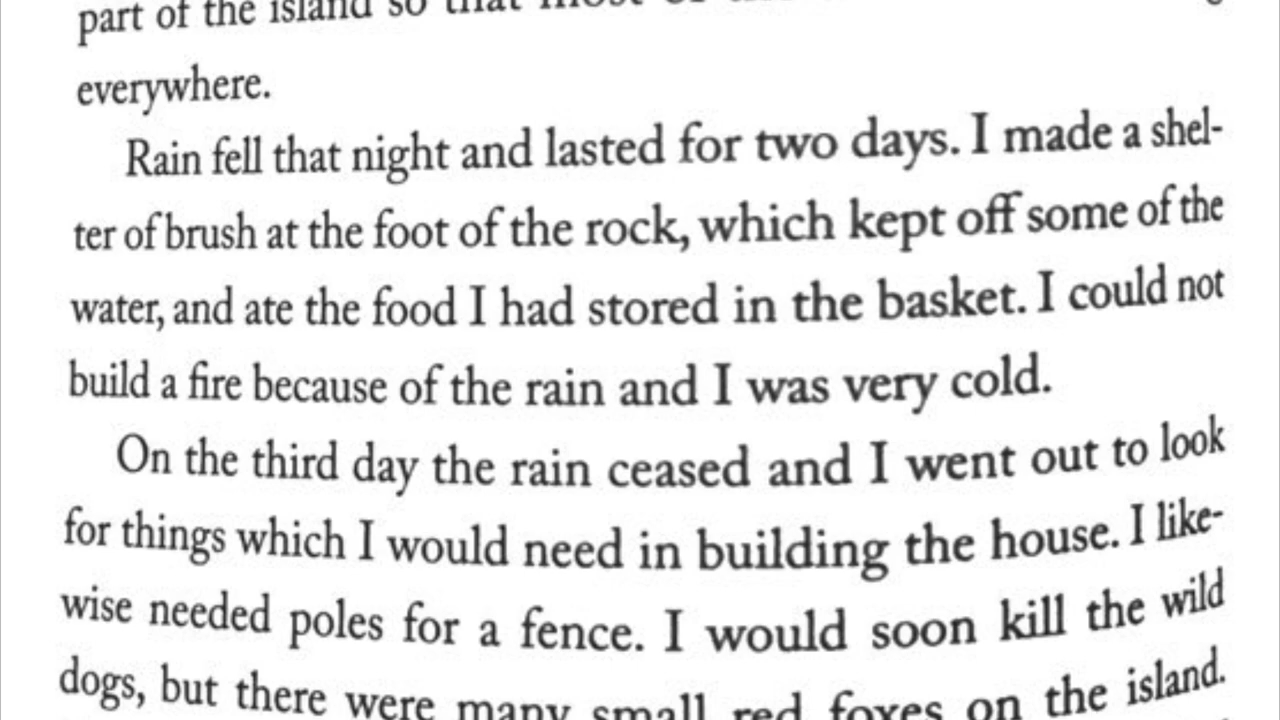 part of the island so that most of
everywhere.
Rain fell that night and lasted for two days. I made a shel-
ter of brush at the foot of the rock, which kept off some of the
water, and ate the food I had stored in the basket. I could not
build a fire because of the rain and I was very cold.
On the third day the rain ceased and I went out to look
for things which I would need in building the house. I like-
wise needed poles for a fence. I would soon kill the wild
dogs, but there were many small red foxes on the island.